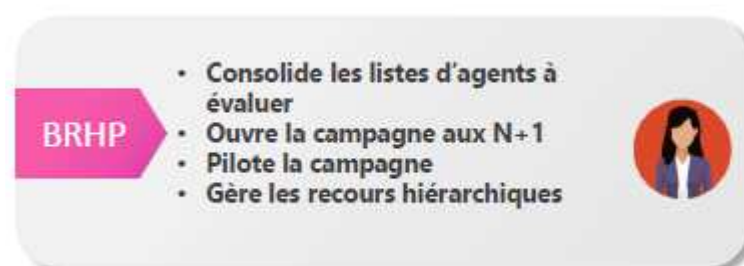 BRHP
• Consolide les listes d'agents à
évaluer
• Ouvre la campagne aux N+1
• Pilote la campagne
• Gère les recours hiérarchiques